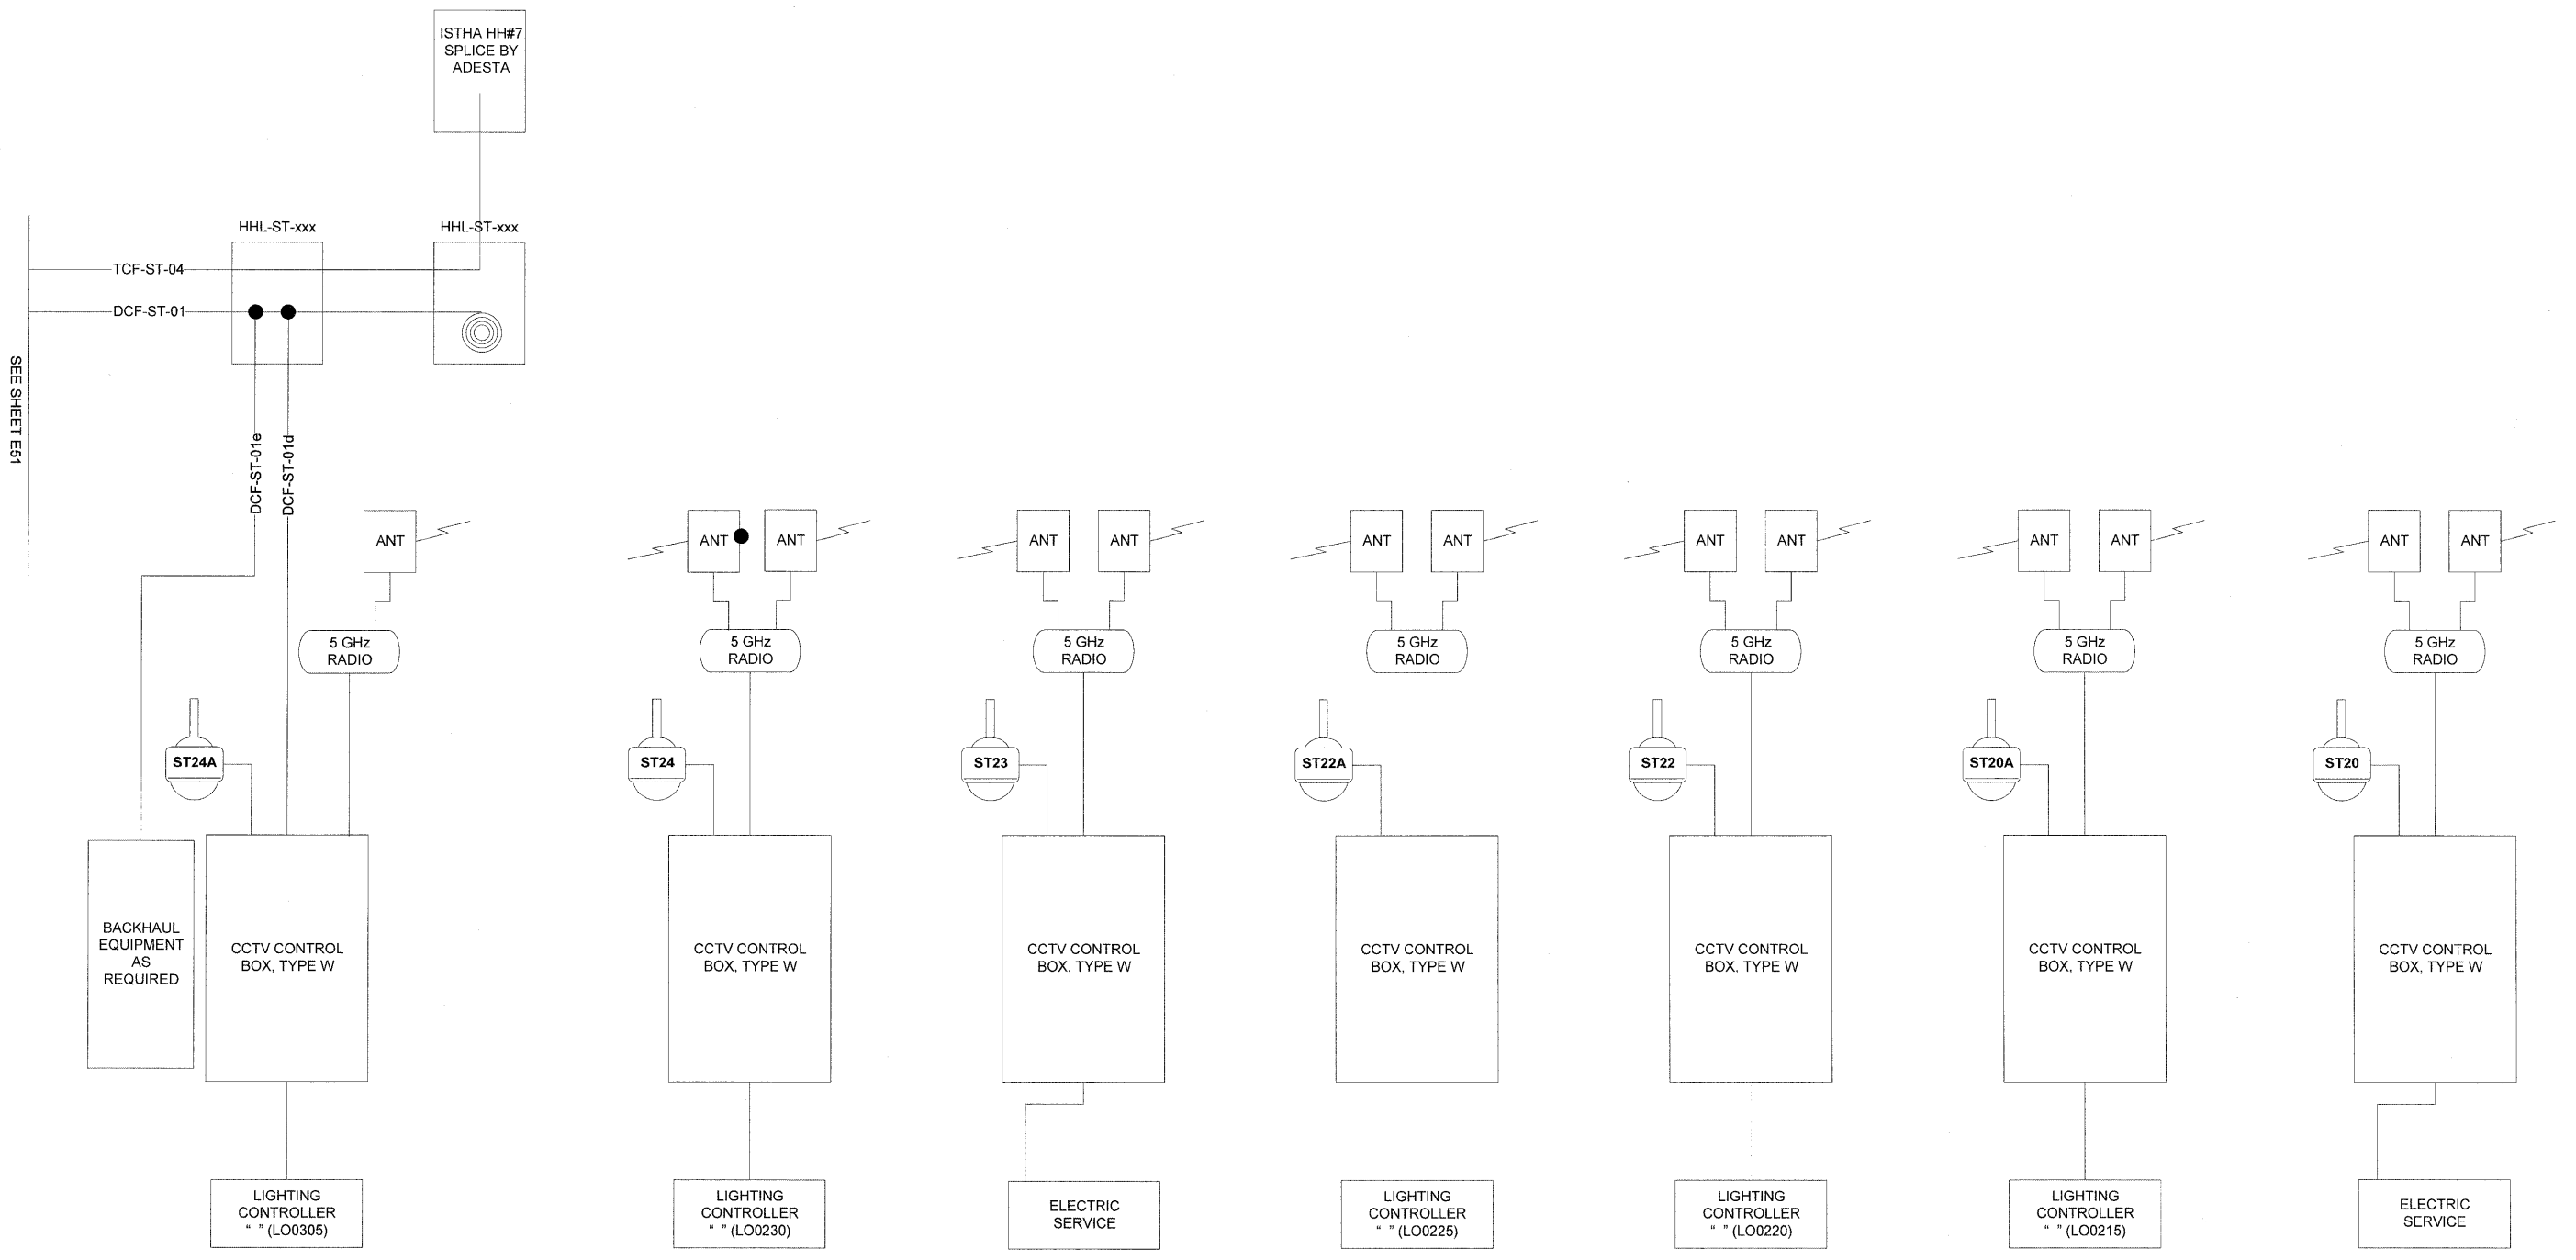 ISTHA HH#7
SPLICE BY
ADESTA
HHL-ST-xxx
HHL-ST-xxx
TCF-ST-04
DCF-ST-01
SEE SHEET E51
DCF-ST-01e
DCF-ST-01d
ANT
ANT
ANT
ANT
ANT
ANT
ANT
ANT
ANT
ANT
ANT
ANT
ANT
5 GHz
RADIO
5 GHz
RADIO
5 GHz
RADIO
5 GHz
RADIO
5 GHz
RADIO
5 GHz
RADIO
5 GHz
RADIO
ST24A
ST24
ST23
ST22A
ST22
ST20A
ST20
BACKHAUL
EQUIPMENT
AS
REQUIRED
CCTV CONTROL
BOX, TYPE W
CCTV CONTROL
BOX, TYPE W
CCTV CONTROL
BOX, TYPE W
CCTV CONTROL
BOX, TYPE W
CCTV CONTROL
BOX, TYPE W
CCTV CONTROL
BOX, TYPE W
CCTV CONTROL
BOX, TYPE W
LIGHTING
CONTROLLER
“ ” (LO0305)
LIGHTING
CONTROLLER
“ ” (LO0230)
ELECTRIC
SERVICE
LIGHTING
CONTROLLER
“ ” (LO0225)
LIGHTING
CONTROLLER
“ ” (LO0220)
LIGHTING
CONTROLLER
“ ” (LO0215)
ELECTRIC
SERVICE